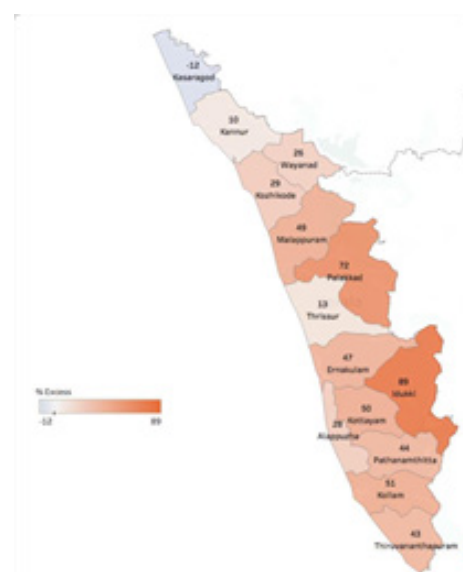 -12
Kasaragod
10
Kannur
26
Wayanad
29
Kozhikode
49
Malappuram
72
Palakkad
13
Thrissur
47
Ernakulam
89
Idukki
50
Kottayam
28
Alappuzha
44
Pathanamthitta
51
Kollam
43
Thiruvananthapuram
% Excess
-12
89